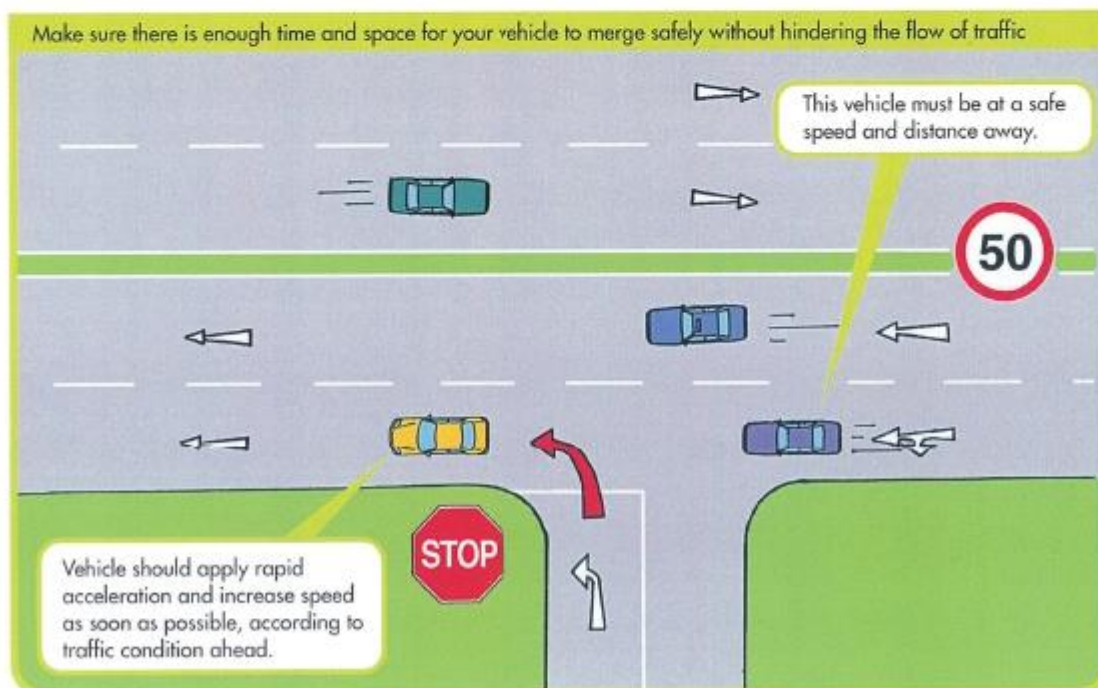 Make sure there is enough time and space for your vehicle to merge safely without hindering the flow of traffic
This vehicle must be at a safe
speed and distance away.
50
STOP
Vehicle should apply rapid
acceleration and increase speed
as soon as possible, according to
traffic condition ahead.